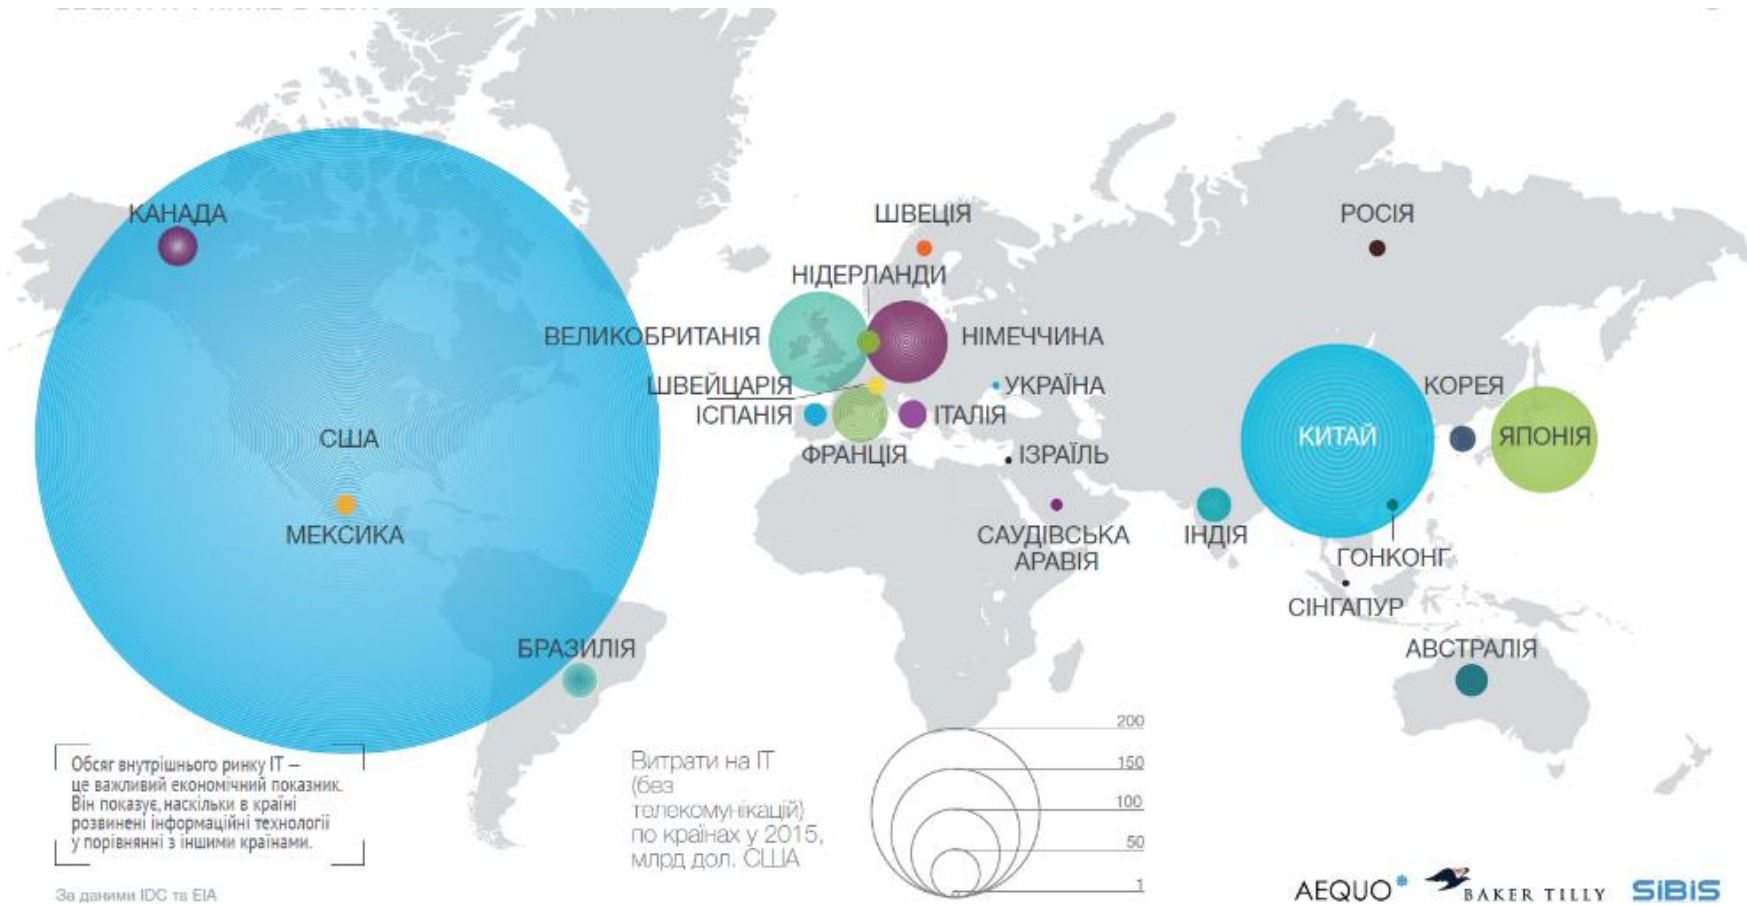 КАНАДА
ШВЕЦІЯ
РОСІЯ
НІДЕРЛАНДИ
ВЕЛИКОБРИТАНІЯ
НІМЕЧЧИНА
ШВЕЙЦАРІЯ
УКРАЇНА
КОРЕЯ
ІСПАНІЯ
ІТАЛІЯ
США
КИТАЙ
ЯПОНІЯ
ФРАНЦІЯ
ІЗРАЇЛЬ
МЕКСИКА
САУДІВСЬКА
АРАВІЯ
ІНДІЯ
ГОНКОНГ
СІНГАПУР
БРАЗИЛІЯ
АВСТРАЛІЯ
Обсяг внутрішнього ринку ІТ –
це важливий економічний показник.
Він показує, наскільки в країні
розвинені інформаційні технології
у порівнянні з іншими країнами.
Витрати на ІТ
(без
телекомунікацій)
по країнах у 2015,
млрд дол. США
200
150
100
50
1
За даними IDC та EIA
AEQUO
BAKER TILLY
SIBIS